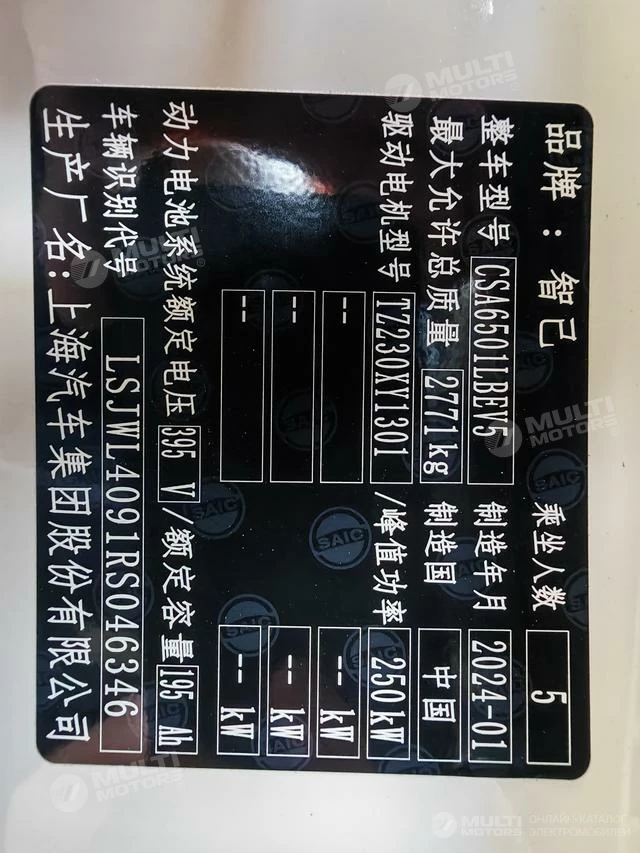 品牌：智己 乘坐人数 5
整车型号 CSA6501LBEV5 制造年月 2024-01
最大允许总质量 2771kg 制造国 中国
驱动电机型号 TZ230XY1301 /峰值功率 250kW
-- -- kW
-- -- kW
-- -- kW
动力电池系统额定电压 395 V /额定容量 195 Ah
车辆识别代号 LSJWL4091RS046346
生产厂名:上海汽车集团股份有限公司
SAIC
MULTI MOTORS
ОНЛАЙН-КАТАЛОГ
ЭЛЕКТРОМОБИЛЕЙ